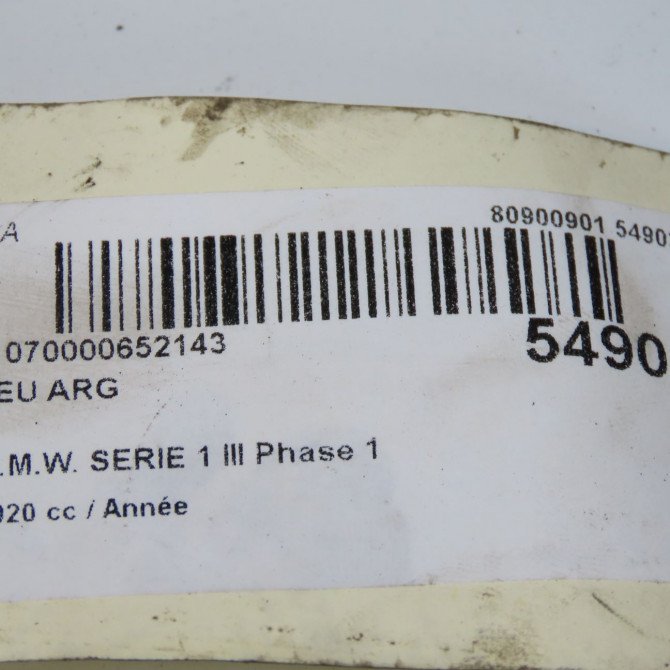 A
80900901 5490
070000652143
5490
EU ARG
.M.W. SERIE 1 III Phase 1
920 cc / Année